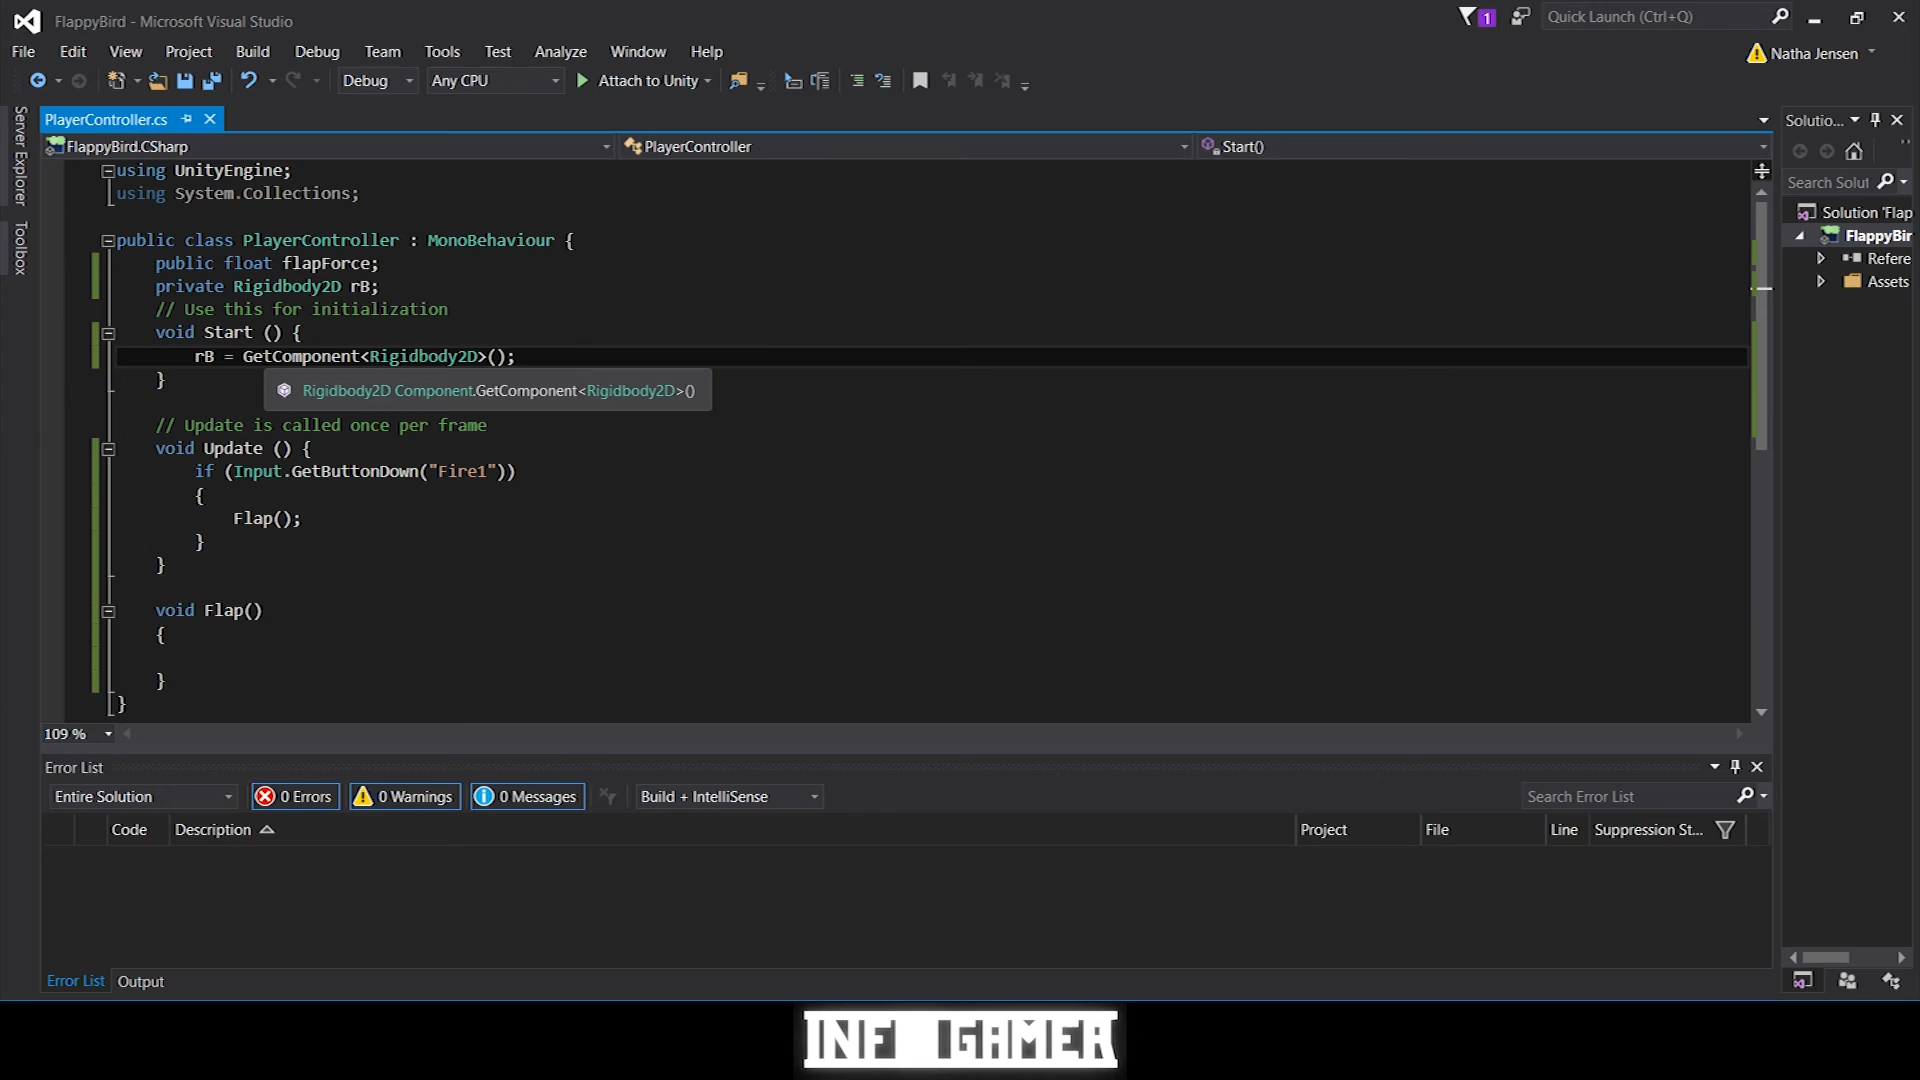 FlappyBird - Microsoft Visual Studio
1
Quick Launch (Ctrl+Q)
File Edit View Project Build Debug Team Tools Test Analyze Window Help
Natha Jensen
Debug Any CPU Attach to Unity
Server Explorer
Toolbox
PlayerController.cs
FlappyBird.CSharp PlayerController Start()
using UnityEngine;
using System.Collections;
public class PlayerController : MonoBehaviour {
public float flapForce;
private Rigidbody2D rB;
// Use this for initialization
void Start () {
rB = GetComponent<Rigidbody2D>();
}
Rigidbody2D Component.GetComponent<Rigidbody2D>()
// Update is called once per frame
void Update () {
if (Input.GetButtonDown("Fire1"))
{
Flap();
}
}
void Flap()
{
}
}
109 %
Solutio...
Search Solut
Solution 'Flap
FlappyBir
Refere
Assets
Error List
Entire Solution 0 Errors 0 Warnings 0 Messages Build + IntelliSense Search Error List
Code Description Project File Line Suppression St...
Error List Output
INF GAMER